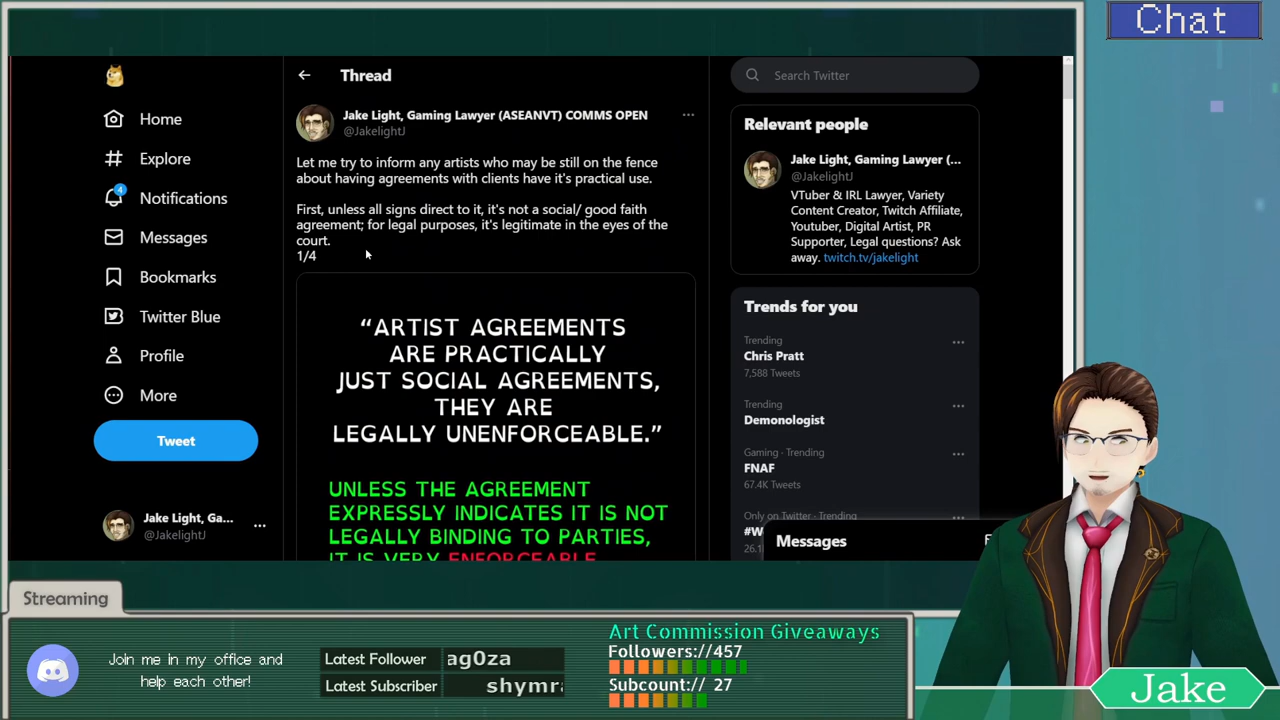 Chat
Home
Explore
4
Notifications
Messages
Bookmarks
Twitter Blue
Profile
More
Tweet
Jake Light, Ga...
@JakelightJ
Thread
Jake Light, Gaming Lawyer (ASEANVT) COMMS OPEN
@JakelightJ
Let me try to inform any artists who may be still on the fence
about having agreements with clients have it's practical use.
First, unless all signs direct to it, it's not a social/ good faith
agreement; for legal purposes, it's legitimate in the eyes of the
court.
1/4
“ARTIST AGREEMENTS
ARE PRACTICALLY
JUST SOCIAL AGREEMENTS,
THEY ARE
LEGALLY UNENFORCEABLE.”
UNLESS THE AGREEMENT
EXPRESSLY INDICATES IT IS NOT
LEGALLY BINDING TO PARTIES,
IT IS VERY ENFORCEABLE
Search Twitter
Relevant people
Jake Light, Gaming Lawyer (...
@JakelightJ
VTuber & IRL Lawyer, Variety
Content Creator, Twitch Affiliate,
Youtuber, Digital Artist, PR
Supporter, Legal questions? Ask
away. twitch.tv/jakelight
Trends for you
Trending
Chris Pratt
7,588 Tweets
Trending
Demonologist
Gaming · Trending
FNAF
67.4K Tweets
Only on Twitter · Trending
#W
26.1
Messages
Streaming
Join me in my office and
help each other!
Latest Follower ag0za
Latest Subscriber shymr
Art Commission Giveaways
Followers://457
Subcount:// 27
Jake